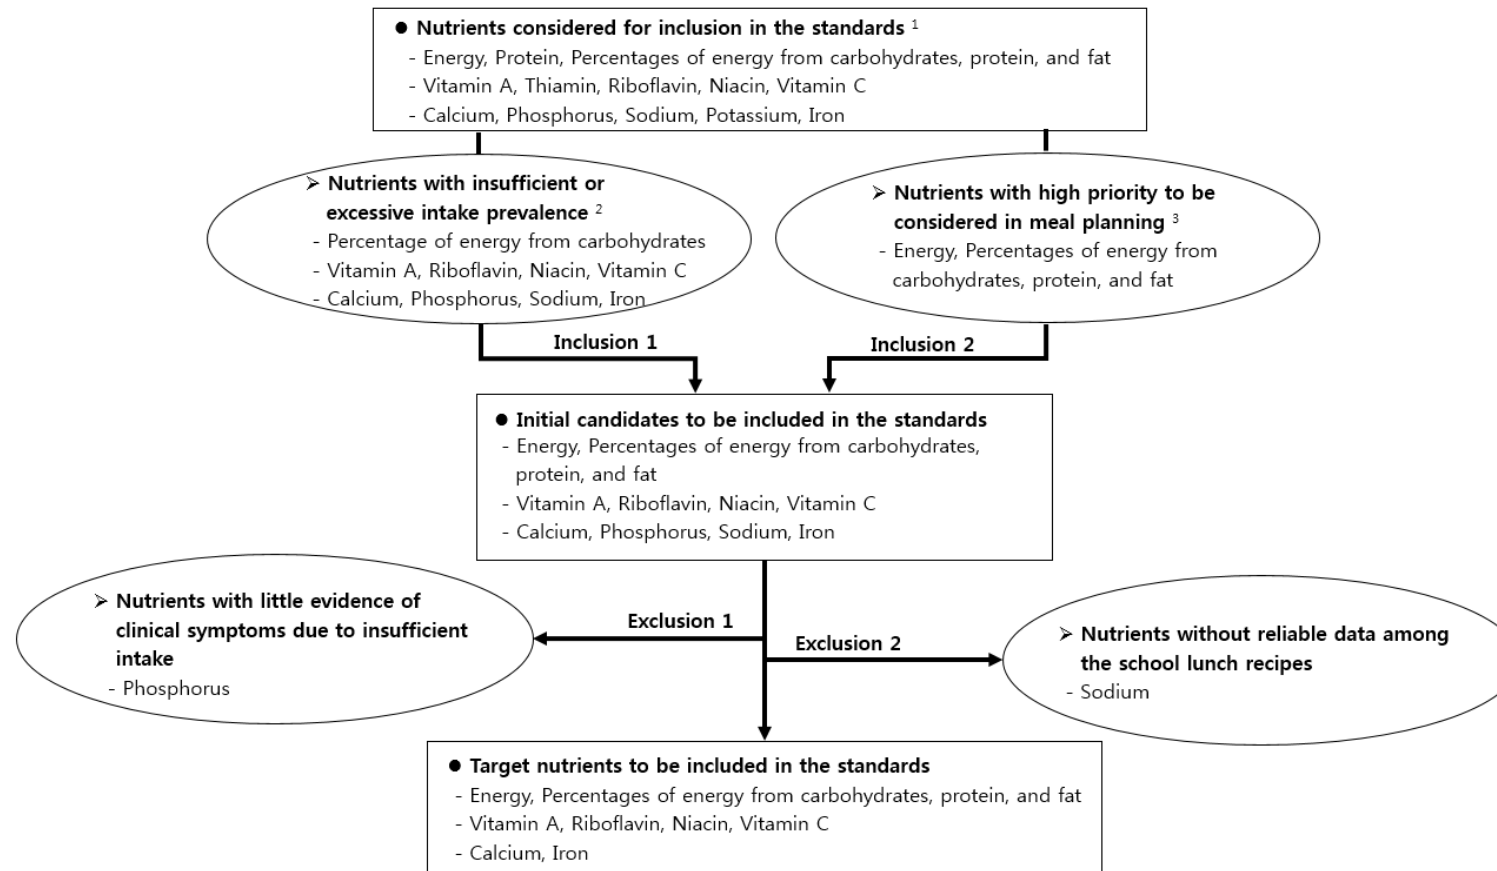 ● Nutrients considered for inclusion in the standards 1
- Energy, Protein, Percentages of energy from carbohydrates, protein, and fat
- Vitamin A, Thiamin, Riboflavin, Niacin, Vitamin C
- Calcium, Phosphorus, Sodium, Potassium, Iron
➢ Nutrients with insufficient or
excessive intake prevalence 2
- Percentage of energy from carbohydrates
- Vitamin A, Riboflavin, Niacin, Vitamin C
- Calcium, Phosphorus, Sodium, Iron
➢ Nutrients with high priority to be
considered in meal planning 3
- Energy, Percentages of energy from
carbohydrates, protein, and fat
Inclusion 1
Inclusion 2
● Initial candidates to be included in the standards
- Energy, Percentages of energy from carbohydrates,
protein, and fat
- Vitamin A, Riboflavin, Niacin, Vitamin C
- Calcium, Phosphorus, Sodium, Iron
➢ Nutrients with little evidence of
clinical symptoms due to insufficient
intake
- Phosphorus
Exclusion 1
Exclusion 2
➢ Nutrients without reliable data among
the school lunch recipes
- Sodium
● Target nutrients to be included in the standards
- Energy, Percentages of energy from carbohydrates, protein, and fat
- Vitamin A, Riboflavin, Niacin, Vitamin C
- Calcium, Iron